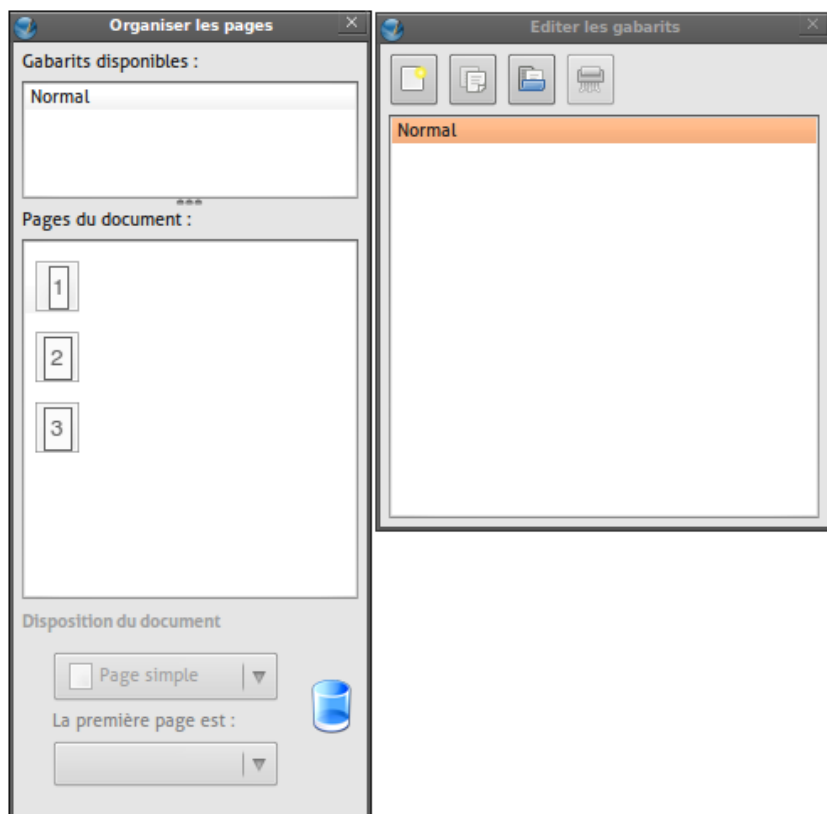 Organiser les pages
Gabarits disponibles :
Normal
Pages du document :
1
2
3
Disposition du document
Page simple
La première page est :
Editer les gabarits
Normal